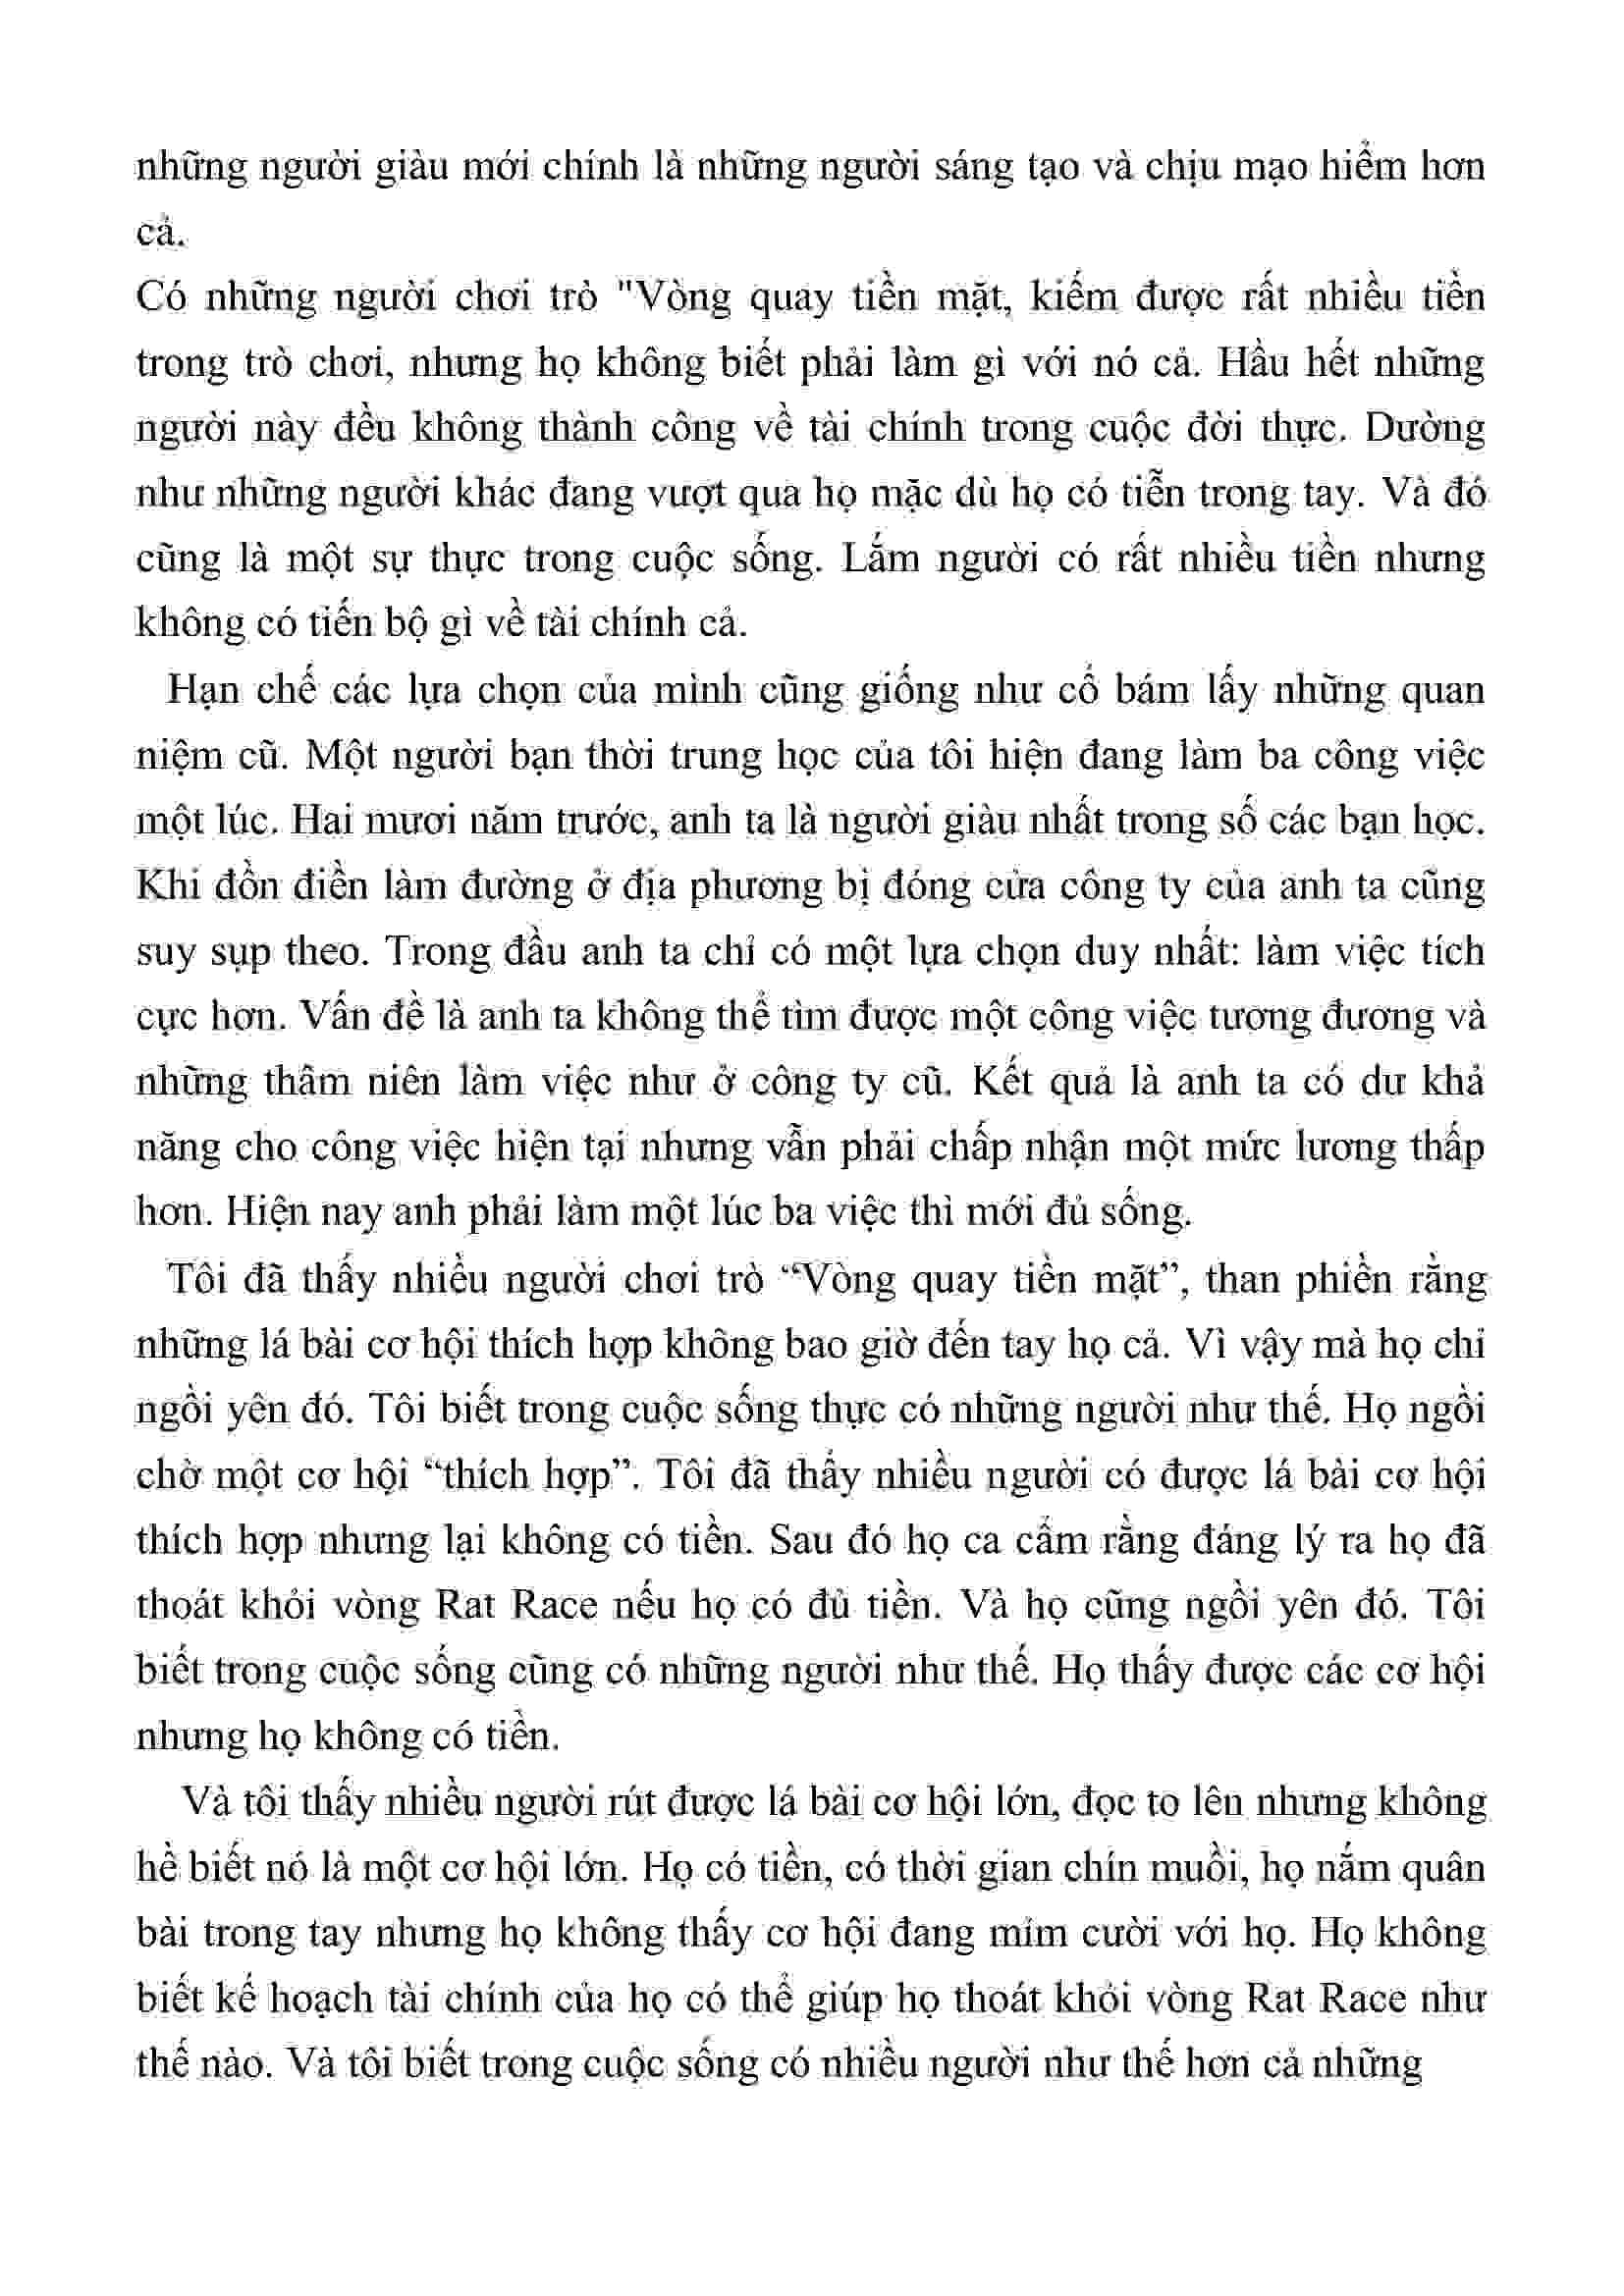 những người giàu mới chính là những người sáng tạo và chịu mạo hiểm hơn
cả.
Có những người chơi trò "Vòng quay tiền mặt, kiếm được rất nhiều tiền
trong trò chơi, nhưng họ không biết phải làm gì với nó cả. Hầu hết những
người này đều không thành công về tài chính trong cuộc đời thực. Dường
như những người khác đang vượt qua họ mặc dù họ có tiễn trong tay. Và đó
cũng là một sự thực trong cuộc sống. Lắm người có rất nhiều tiền nhưng
không có tiến bộ gì về tài chính cả.
Hạn chế các lựa chọn của mình cũng giống như cố bám lấy những quan
niệm cũ. Một người bạn thời trung học của tôi hiện đang làm ba công việc
một lúc. Hai mươi năm trước, anh ta là người giàu nhất trong số các bạn học.
Khi đồn điền làm đường ở địa phương bị đóng cửa công ty của anh ta cũng
suy sụp theo. Trong đầu anh ta chỉ có một lựa chọn duy nhất: làm việc tích
cực hơn. Vấn đề là anh ta không thể tìm được một công việc tương đương và
những thâm niên làm việc như ở công ty cũ. Kết quả là anh ta có dư khả
năng cho công việc hiện tại nhưng vẫn phải chấp nhận một mức lương thấp
hơn. Hiện nay anh phải làm một lúc ba việc thì mới đủ sống.
Tôi đã thấy nhiều người chơi trò “Vòng quay tiền mặt”, than phiền rằng
những lá bài cơ hội thích hợp không bao giờ đến tay họ cả. Vì vậy mà họ chỉ
ngồi yên đó. Tôi biết trong cuộc sống thực có những người như thế. Họ ngồi
chờ một cơ hội “thích hợp”. Tôi đã thấy nhiều người có được lá bài cơ hội
thích hợp nhưng lại không có tiền. Sau đó họ ca cẩm rằng đáng lý ra họ đã
thoát khỏi vòng Rat Race nếu họ có đủ tiền. Và họ cũng ngồi yên đó. Tôi
biết trong cuộc sống cũng có những người như thế. Họ thấy được các cơ hội
nhưng họ không có tiền.
Và tôi thấy nhiều người rút được lá bài cơ hội lớn, đọc to lên nhưng không
hề biết nó là một cơ hội lớn. Họ có tiền, có thời gian chín muồi, họ nắm quân
bài trong tay nhưng họ không thấy cơ hội đang mỉm cười với họ. Họ không
biết kế hoạch tài chính của họ có thể giúp họ thoát khỏi vòng Rat Race như
thế nào. Và tôi biết trong cuộc sống có nhiều người như thế hơn cả những